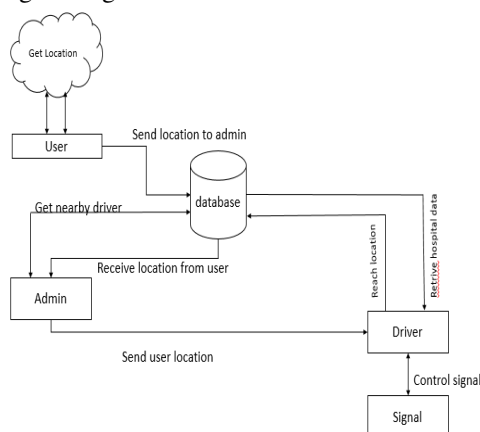 Get Location
User
Send location to admin
database
Get nearby driver
Receive location from user
Admin
Send user location
Reach location
Retrive hospital data
Driver
Control signal
Signal